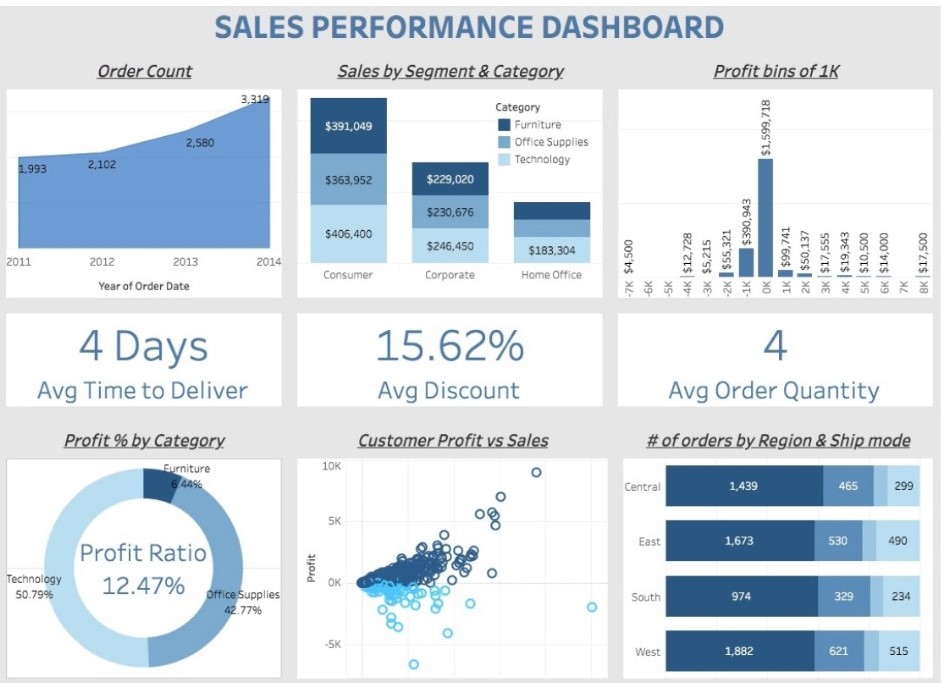 SALES PERFORMANCE DASHBOARD
Order Count
3,319
2,580
2,102
1,993
2011 2012 2013 2014
Year of Order Date
Sales by Segment & Category
Category
Furniture
Office Supplies
Technology
$391,049
$363,952
$406,400
$229,020
$230,676
$246,450
$183,304
Consumer Corporate Home Office
Profit bins of 1K
$4,500
$12,728
$5,215
$55,321
$390,943
$1,599,718
$99,741
$50,137
$17,555
$19,343
$10,500
$14,000
$17,500
-7K -6K -5K -4K -3K -2K -1K 0K 1K 2K 3K 4K 5K 6K 7K 8K
4 Days
Avg Time to Deliver
15.62%
Avg Discount
4
Avg Order Quantity
Profit % by Category
Furniture
6.44%
Profit Ratio
12.47%
Technology
50.79%
Office Supplies
42.77%
Customer Profit vs Sales
10K
5K
0K
-5K
Profit
# of orders by Region & Ship mode
Central 1,439 465 299
East 1,673 530 490
South 974 329 234
West 1,882 621 515